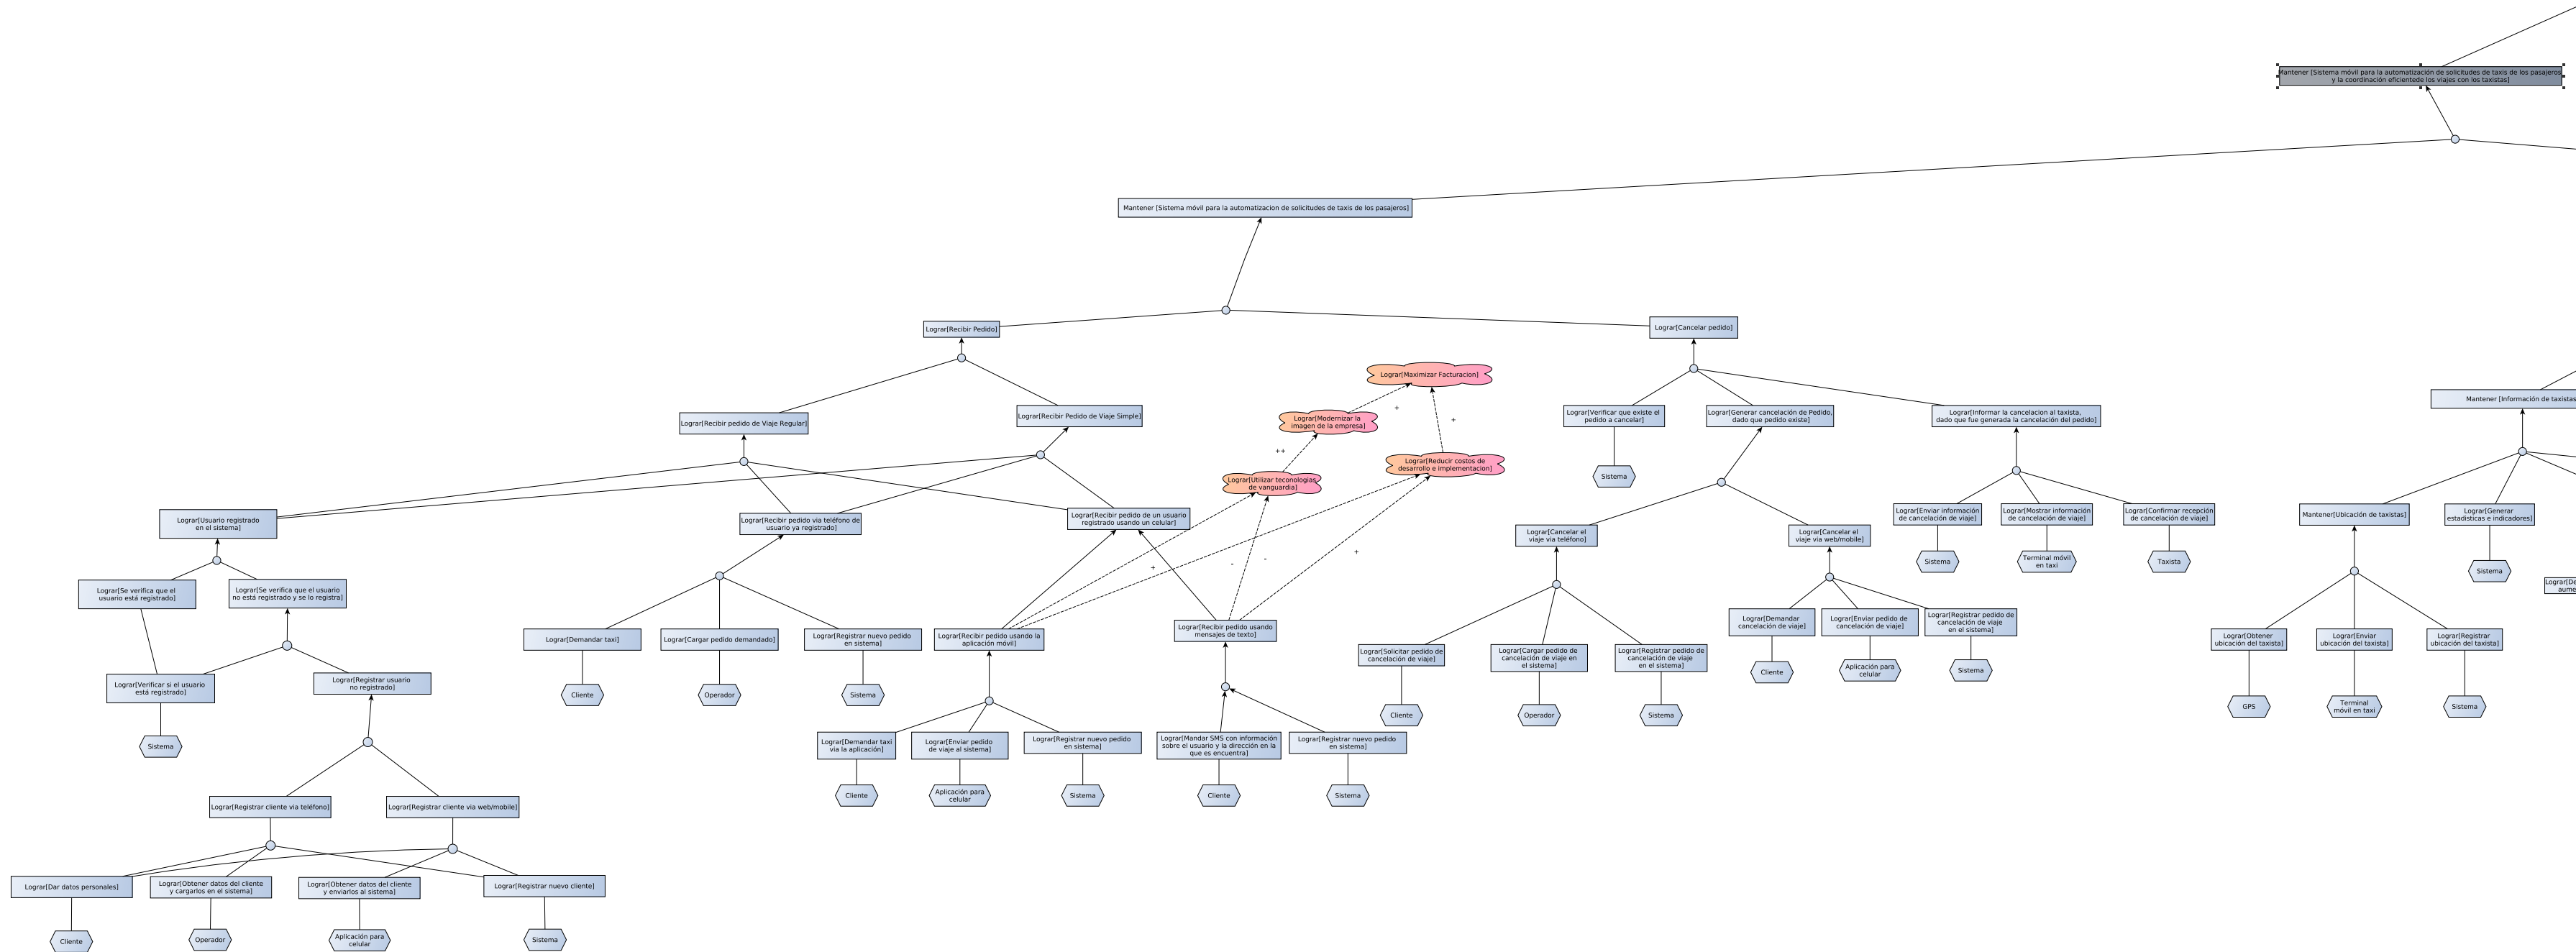 Mantener [Sistema móvil para la automatización de solicitudes de taxis de los pasajeros
y la coordinación eficientede los viajes con los taxistas]
Mantener [Sistema móvil para la automatizacion de solicitudes de taxis de los pasajeros]
Lograr[Recibir Pedido]
Lograr[Cancelar pedido]
Lograr[Maximizar Facturacion]
+
+
Mantener [Información de taxistas
Lograr[Recibir pedido de Viaje Regular]
Lograr[Recibir Pedido de Viaje Simple]
Lograr[Modernizar la
imagen de la empresa]
Lograr[Verificar que existe el
pedido a cancelar]
Lograr[Generar cancelación de Pedido,
dado que pedido existe]
Lograr[Informar la cancelacion al taxista,
dado que fue generada la cancelación del pedido]
++
Lograr[Reducir costos de
desarrollo e implementacion]
Sistema
Lograr[Utilizar teconologias
de vanguardia]
Lograr[Usuario registrado
en el sistema]
Lograr[Recibir pedido via teléfono de
usuario ya registrado]
Lograr[Recibir pedido de un usuario
registrado usando un celular]
Lograr[Cancelar el
viaje via teléfono]
Lograr[Cancelar el
viaje via web/mobile]
Lograr[Enviar información
de cancelación de viaje]
Lograr[Mostrar información
de cancelación de viaje]
Lograr[Confirmar recepción
de cancelación de viaje]
Mantener[Ubicación de taxistas]
Lograr[Generar
estadisticas e indicadores]
+
-
-
+
Sistema
Terminal móvil
en taxi
Taxista
Sistema
Lograr[De
aume
Lograr[Se verifica que el
usuario está registrado]
Lograr[Se verifica que el usuario
no está registrado y se lo registra]
Lograr[Demandar taxi]
Lograr[Cargar pedido demandado]
Lograr[Registrar nuevo pedido
en sistema]
Lograr[Recibir pedido usando la
aplicación móvil]
Lograr[Recibir pedido usando
mensajes de texto]
Lograr[Solicitar pedido de
cancelación de viaje]
Lograr[Cargar pedido de
cancelación de viaje en
el sistema]
Lograr[Registrar pedido de
cancelación de viaje
en el sistema]
Lograr[Demandar
cancelación de viaje]
Lograr[Enviar pedido de
cancelación de viaje]
Lograr[Registrar pedido de
cancelación de viaje
en el sistema]
Lograr[Obtener
ubicación del taxista]
Lograr[Enviar
ubicación del taxista]
Lograr[Registrar
ubicación del taxista]
Cliente
Aplicación para
celular
Sistema
Lograr[Verificar si el usuario
está registrado]
Lograr[Registrar usuario
no registrado]
Cliente
Operador
Sistema
Cliente
Operador
Sistema
GPS
Terminal
móvil en taxi
Sistema
Sistema
Lograr[Demandar taxi
via la aplicación]
Lograr[Enviar pedido
de viaje al sistema]
Lograr[Registrar nuevo pedido
en sistema]
Lograr[Mandar SMS con información
sobre el usuario y la dirección en la
que es encuentra]
Lograr[Registrar nuevo pedido
en sistema]
Cliente
Aplicación para
celular
Sistema
Cliente
Sistema
Lograr[Registrar cliente via teléfono]
Lograr[Registrar cliente via web/mobile]
Lograr[Dar datos personales]
Lograr[Obtener datos del cliente
y cargarlos en el sistema]
Lograr[Obtener datos del cliente
y enviarlos al sistema]
Lograr[Registrar nuevo cliente]
Cliente
Operador
Aplicación para
celular
Sistema